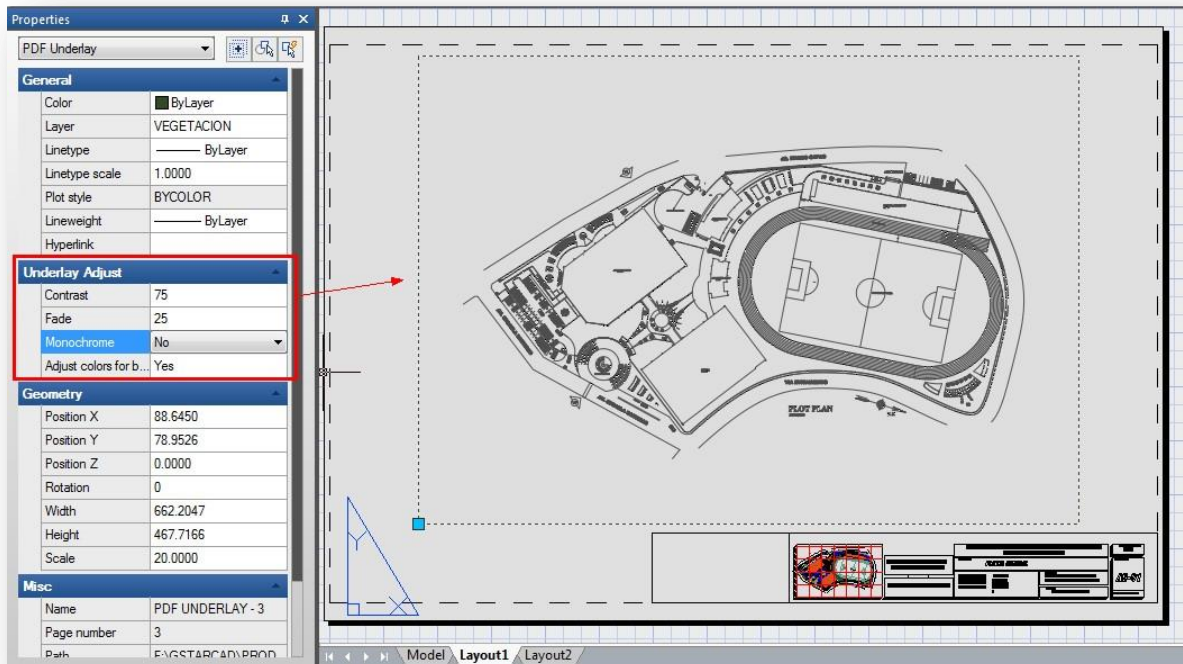 Properties
PDF Underlay
General
Color ByLayer
Layer VEGETACION
Linetype ByLayer
Linetype scale 1.0000
Plot style BYCOLOR
Lineweight ByLayer
Hyperlink
Underlay Adjust
Contrast 75
Fade 25
Monochrome No
Adjust colors for b... Yes
Geometry
Position X 88.6450
Position Y 78.9526
Position Z 0.0000
Rotation 0
Width 662.2047
Height 467.7166
Scale 20.0000
Misc
Name PDF UNDERLAY - 3
Page number 3
Path F:\GSTARCAD\PROD
PLOT PLAN
Y
X
Model Layout1 Layout2